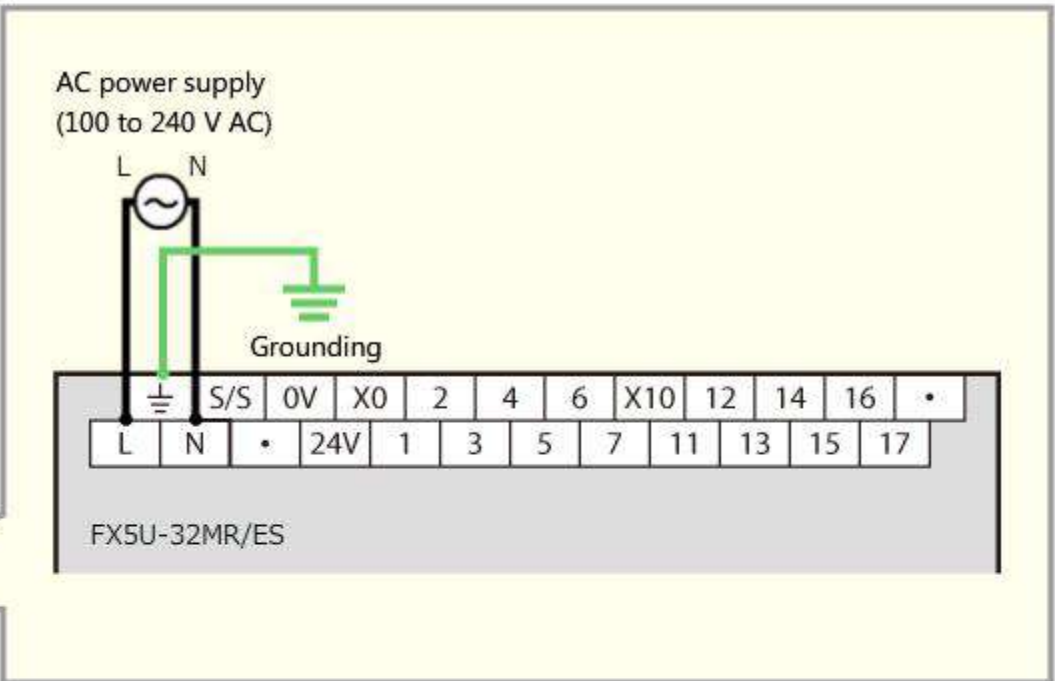 AC power supply
(100 to 240 V AC)
L N
Grounding
S/S 0V X0 2 4 6 X10 12 14 16 •
L N • 24V 1 3 5 7 11 13 15 17
FX5U-32MR/ES